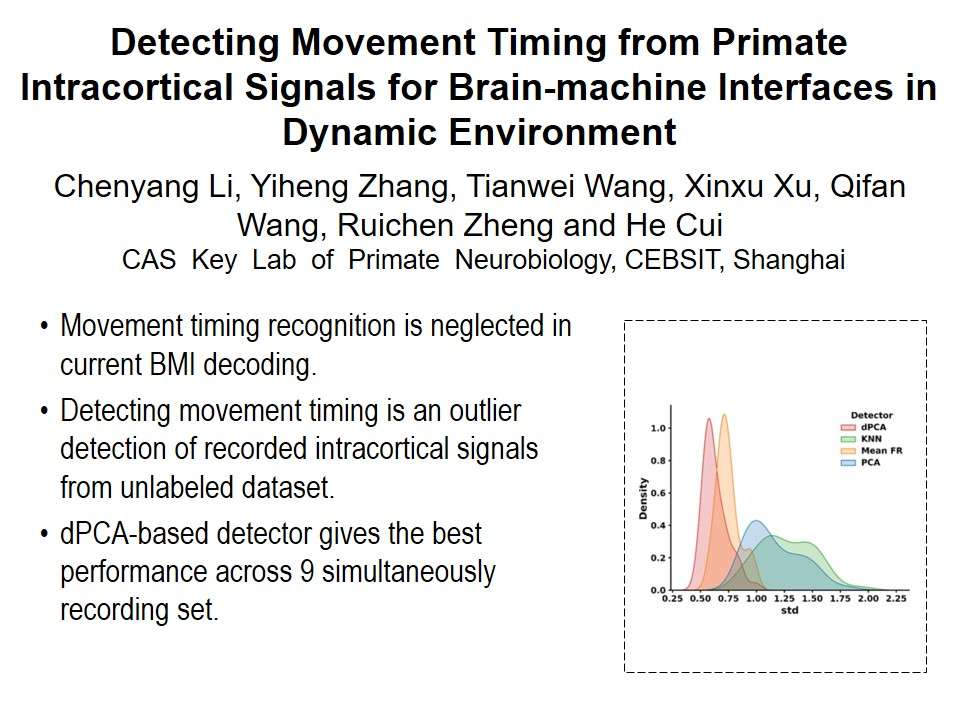 Detecting Movement Timing from Primate
Intracortical Signals for Brain-machine Interfaces in
Dynamic Environment
Chenyang Li, Yiheng Zhang, Tianwei Wang, Xinxu Xu, Qifan
Wang, Ruichen Zheng and He Cui
CAS Key Lab of Primate Neurobiology, CEBSIT, Shanghai
• Movement timing recognition is neglected in
current BMI decoding.
• Detecting movement timing is an outlier
detection of recorded intracortical signals
from unlabeled dataset.
• dPCA-based detector gives the best
performance across 9 simultaneously
recording set.
Detector
dPCA
KNN
Mean FR
PCA
Density
1.0
0.8
0.6
0.4
0.2
0.0
0.25 0.50 0.75 1.00 1.25 1.50 1.75 2.00 2.25
std